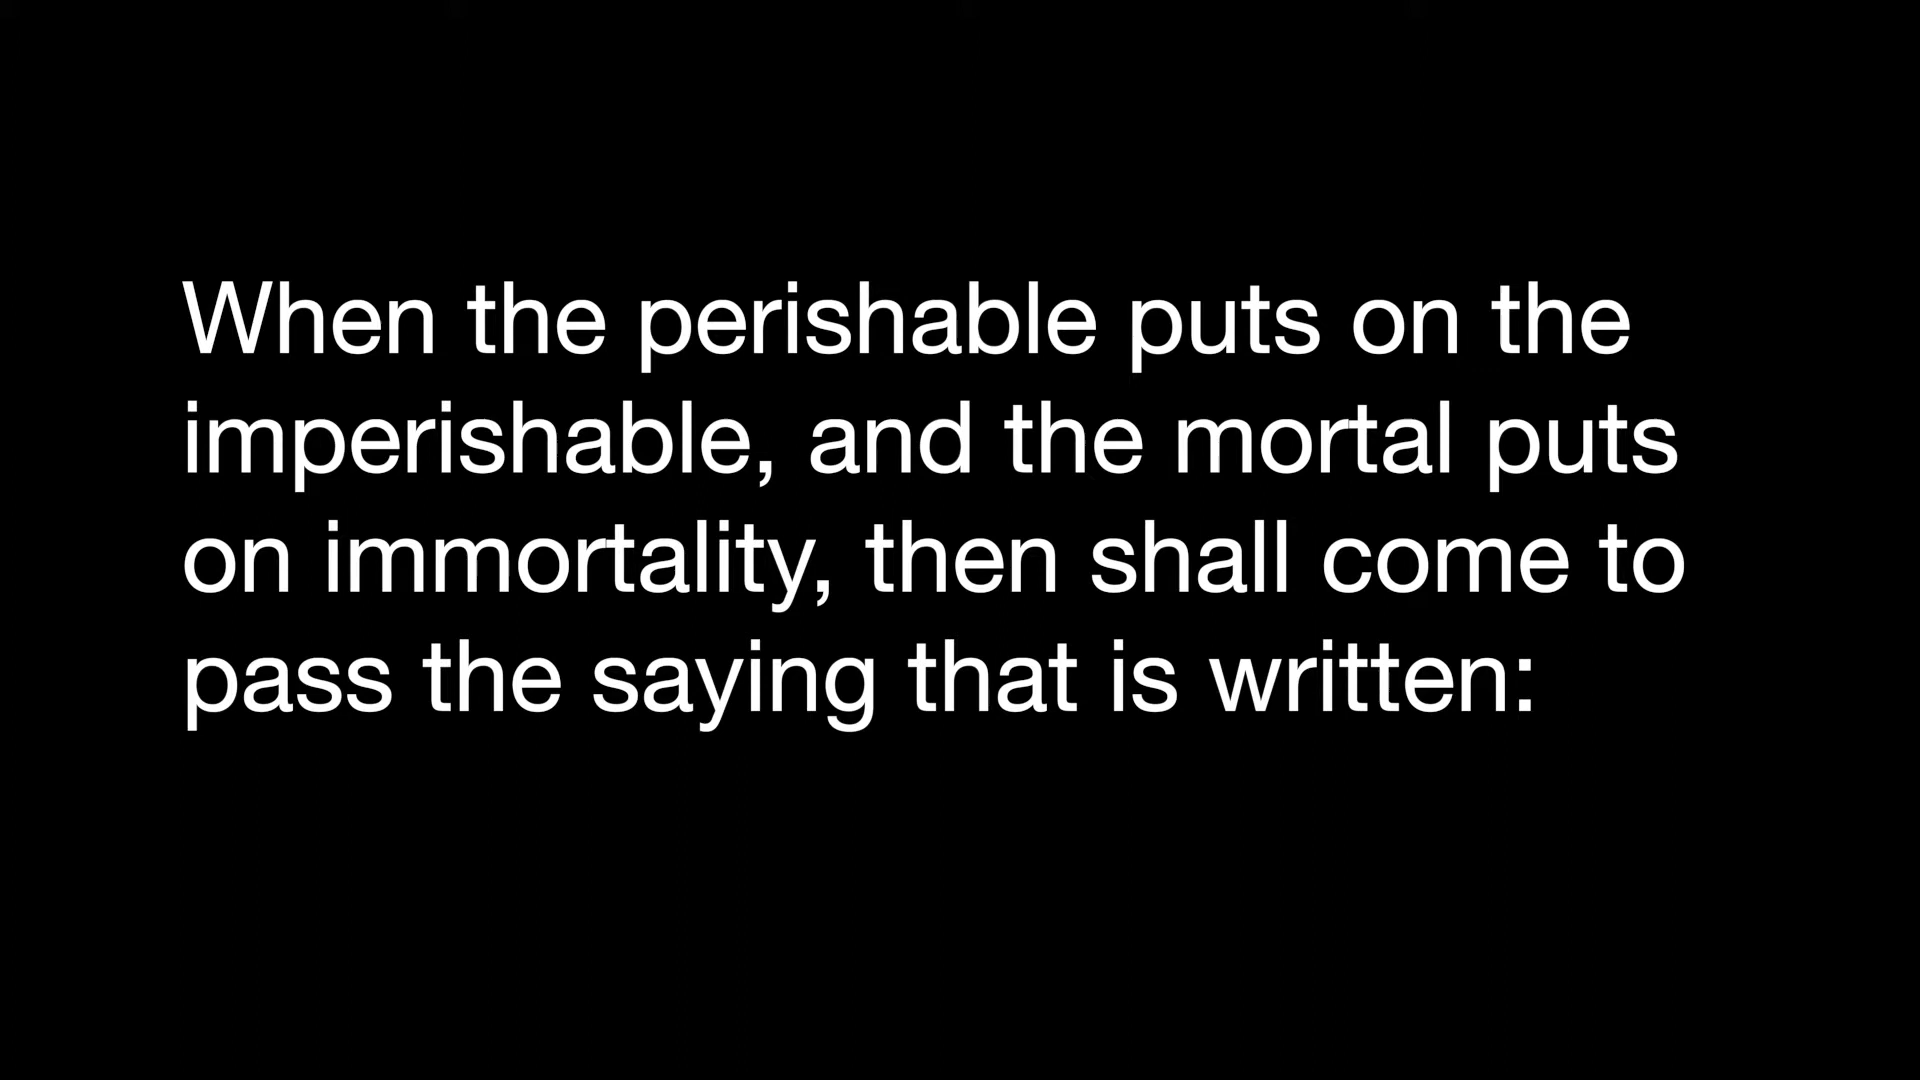 When the perishable puts on the
imperishable, and the mortal puts
on immortality, then shall come to
pass the saying that is written: